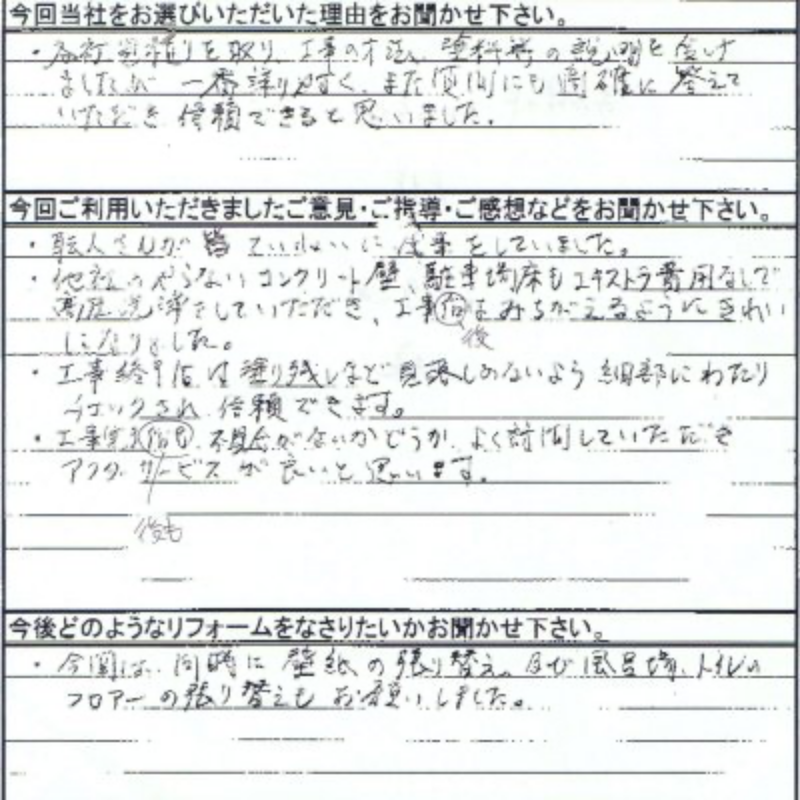 今回当社をお選びいただいた理由をお聞かせ下さい。
・各社見積りを取り、工事の方法、塗料等の説明を受け
ましたが 一番詳りやすく、また質問にも適確に答えて
いただき 信頼できると思いました。
今回ご利用いただきましたご意見・ご指導・ご感想などをお聞かせ下さい。
・職人さんが皆ていねいに作業をしていました。
・他社のやらないコンクリート壁、駐車場床もエキストラ費用なしで
高圧洗浄をしていただき、工事後はみちがえるようにきれい
になりました。
後
・工事終了後は塗り残しなど見落しのないよう細部にわたり
チェックされ 信頼できます。
・工事完了後も 不具合がないかどうか、よく訪問していただき
アフターサービスが良いと思います。
後も
今後どのようなリフォームをなさりたいかお聞かせ下さい。
・今回は、同時に 壁紙の張り替え、及び風呂場、トイレの
フロアーの張り替えもお願いしました。